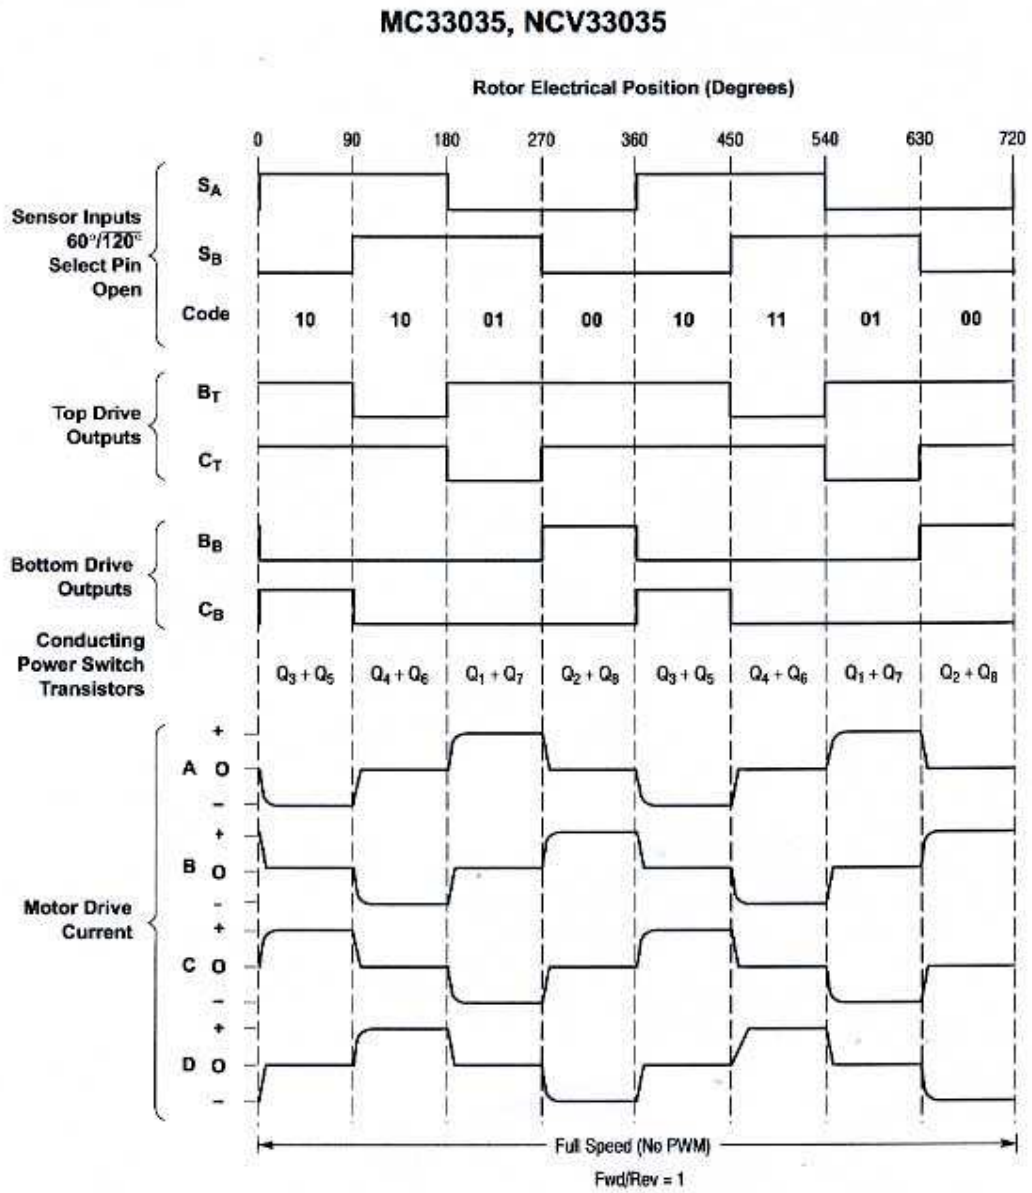 MC33035, NCV33035
Rotor Electrical Position (Degrees)
0 90 180 270 360 450 540 630 720
Sensor Inputs
60°/120°
Select Pin
Open
SA
SB
Code 10 10 01 00 10 11 01 00
Top Drive
Outputs
BT
CT
Bottom Drive
Outputs
BB
CB
Conducting
Power Switch
Transistors
Q3 + Q5 Q4 + Q6 Q1 + Q7 Q2 + Q8 Q3 + Q5 Q4 + Q6 Q1 + Q7 Q2 + Q8
Motor Drive
Current
+
A O
–
+
B O
–
+
C O
–
+
D O
–
Full Speed (No PWM)
Fwd/Rev = 1